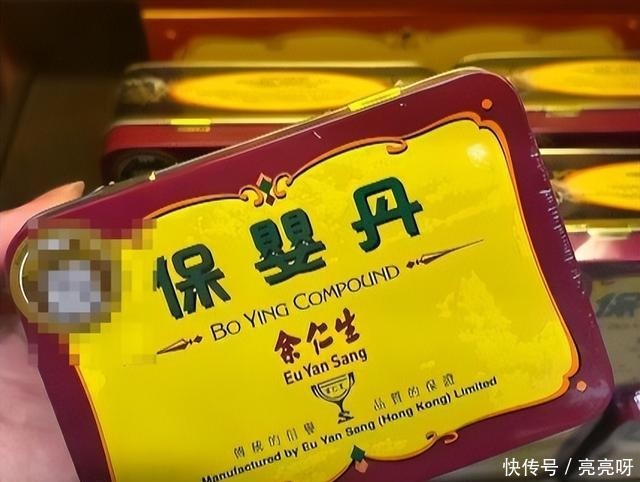 保嬰丹
BO YING COMPOUND
余仁生
Eu Yan Sang
傳統的信譽 品質的保證
Manufactured by Eu Yan Sang (Hong Kong) Limited
快传号 / 亮亮呀